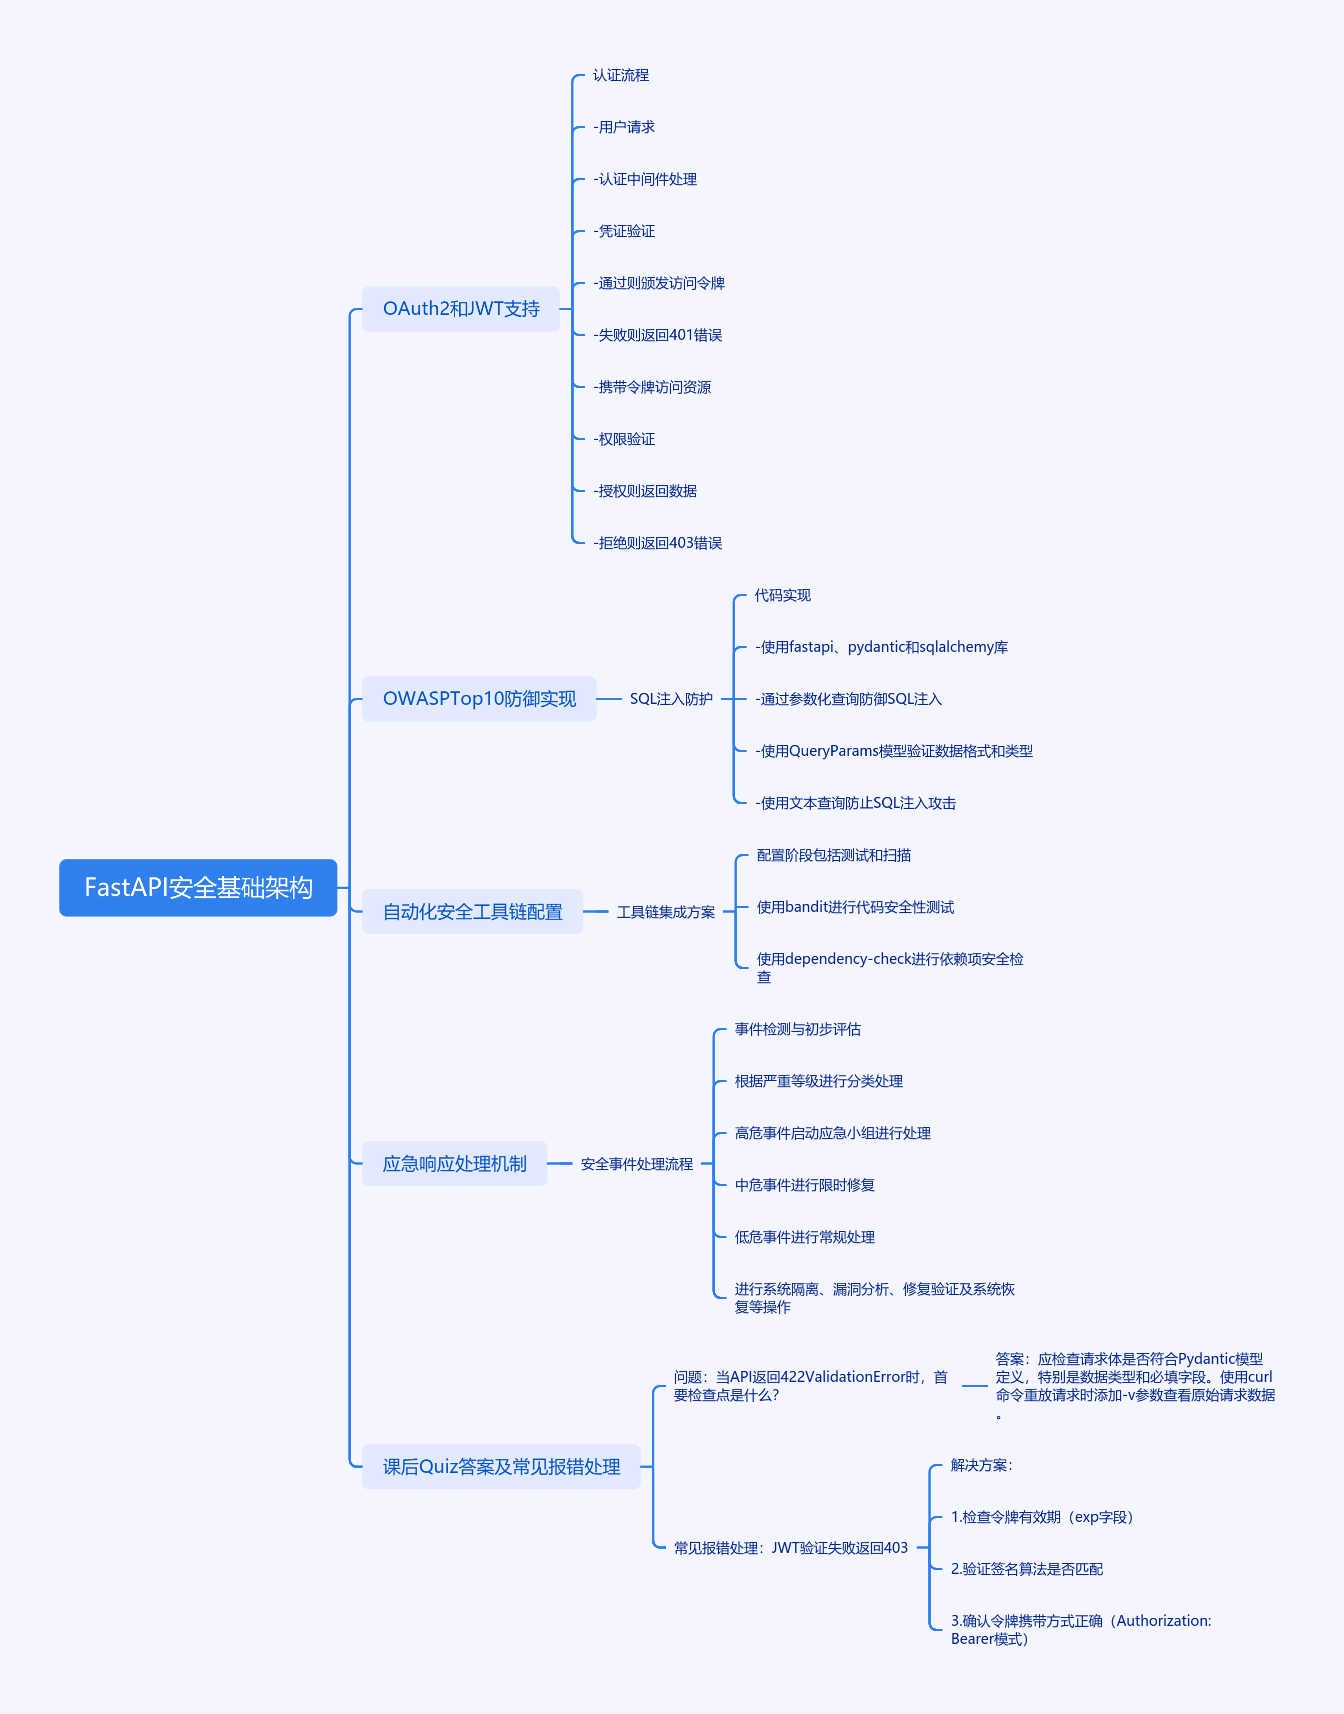 FastAPI安全基础架构
OAuth2和JWT支持
认证流程
-用户请求
-认证中间件处理
-凭证验证
-通过则颁发访问令牌
-失败则返回401错误
-携带令牌访问资源
-权限验证
-授权则返回数据
-拒绝则返回403错误
OWASPTop10防御实现
SQL注入防护
代码实现
-使用fastapi、pydantic和sqlalchemy库
-通过参数化查询防御SQL注入
-使用QueryParams模型验证数据格式和类型
-使用文本查询防止SQL注入攻击
自动化安全工具链配置
工具链集成方案
配置阶段包括测试和扫描
使用bandit进行代码安全性测试
使用dependency-check进行依赖项安全检
查
应急响应处理机制
安全事件处理流程
事件检测与初步评估
根据严重等级进行分类处理
高危事件启动应急小组进行处理
中危事件进行限时修复
低危事件进行常规处理
进行系统隔离、漏洞分析、修复验证及系统恢
复等操作
课后Quiz答案及常见报错处理
问题：当API返回422ValidationError时，首
要检查点是什么？
答案：应检查请求体是否符合Pydantic模型
定义，特别是数据类型和必填字段。使用curl
命令重放请求时添加-v参数查看原始请求数据
。
常见报错处理：JWT验证失败返回403
解决方案：
1.检查令牌有效期（exp字段）
2.验证签名算法是否匹配
3.确认令牌携带方式正确（Authorization:
Bearer模式）